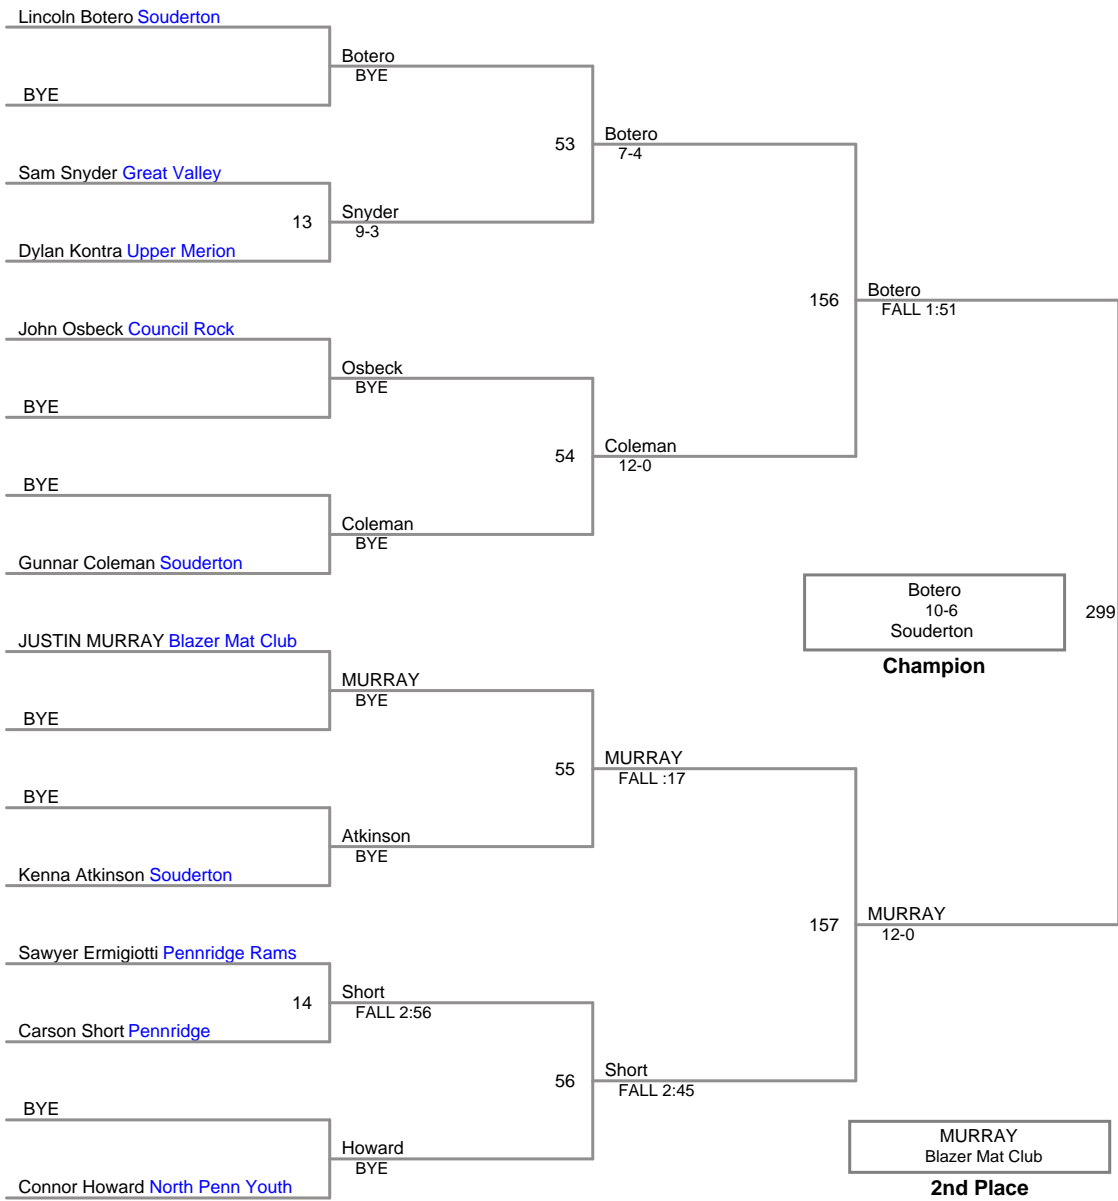 Lincoln Botero Souderton
Botero
BYE
BYE
53
Botero
7-4
Sam Snyder Great Valley
13
Snyder
9-3
Dylan Kontra Upper Merion
156
Botero
FALL 1:51
John Osbeck Council Rock
Osbeck
BYE
BYE
54
Coleman
12-0
BYE
Coleman
BYE
Gunnar Coleman Souderton
Botero
10-6
Souderton
299
Champion
JUSTIN MURRAY Blazer Mat Club
MURRAY
BYE
BYE
55
MURRAY
FALL :17
BYE
Atkinson
BYE
Kenna Atkinson Souderton
157
MURRAY
12-0
Sawyer Ermigiotti Pennridge Rams
14
Short
FALL 2:56
Carson Short Pennridge
56
Short
FALL 2:45
BYE
Howard
BYE
Connor Howard North Penn Youth
MURRAY
Blazer Mat Club
2nd Place